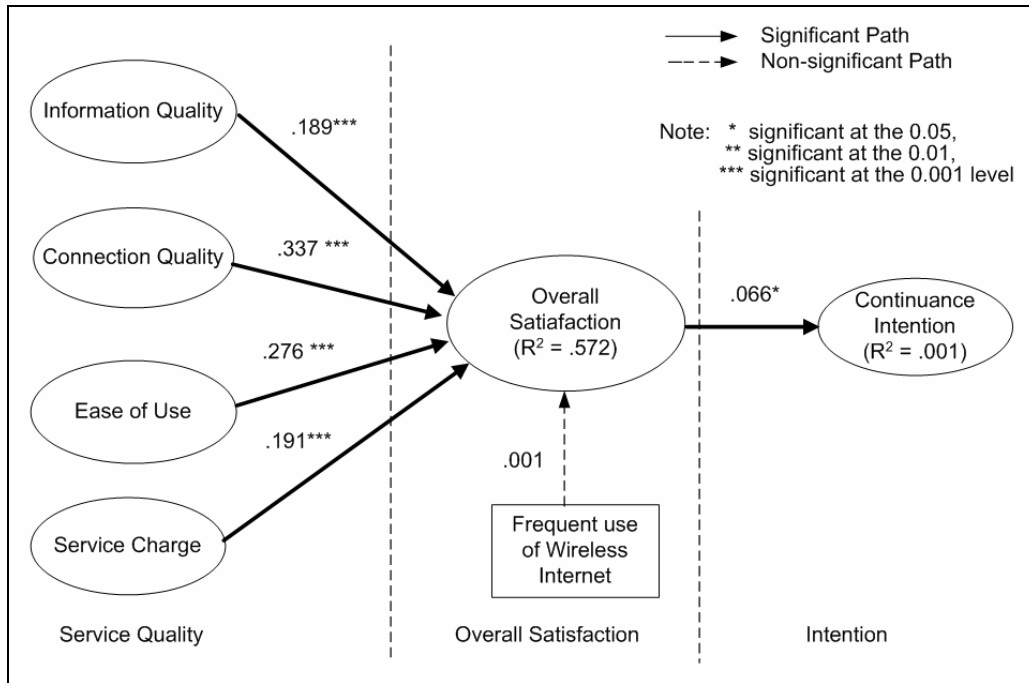 Significant Path
Non-significant Path
Note: * significant at the 0.05,
** significant at the 0.01,
*** significant at the 0.001 level
Information Quality
.189***
Connection Quality
.337 ***
Ease of Use
.276 ***
Service Charge
.191***
Overall
Satiafaction
(R² = .572)
.066*
Continuance
Intention
(R² = .001)
.001
Frequent use
of Wireless
Internet
Service Quality
Overall Satisfaction
Intention